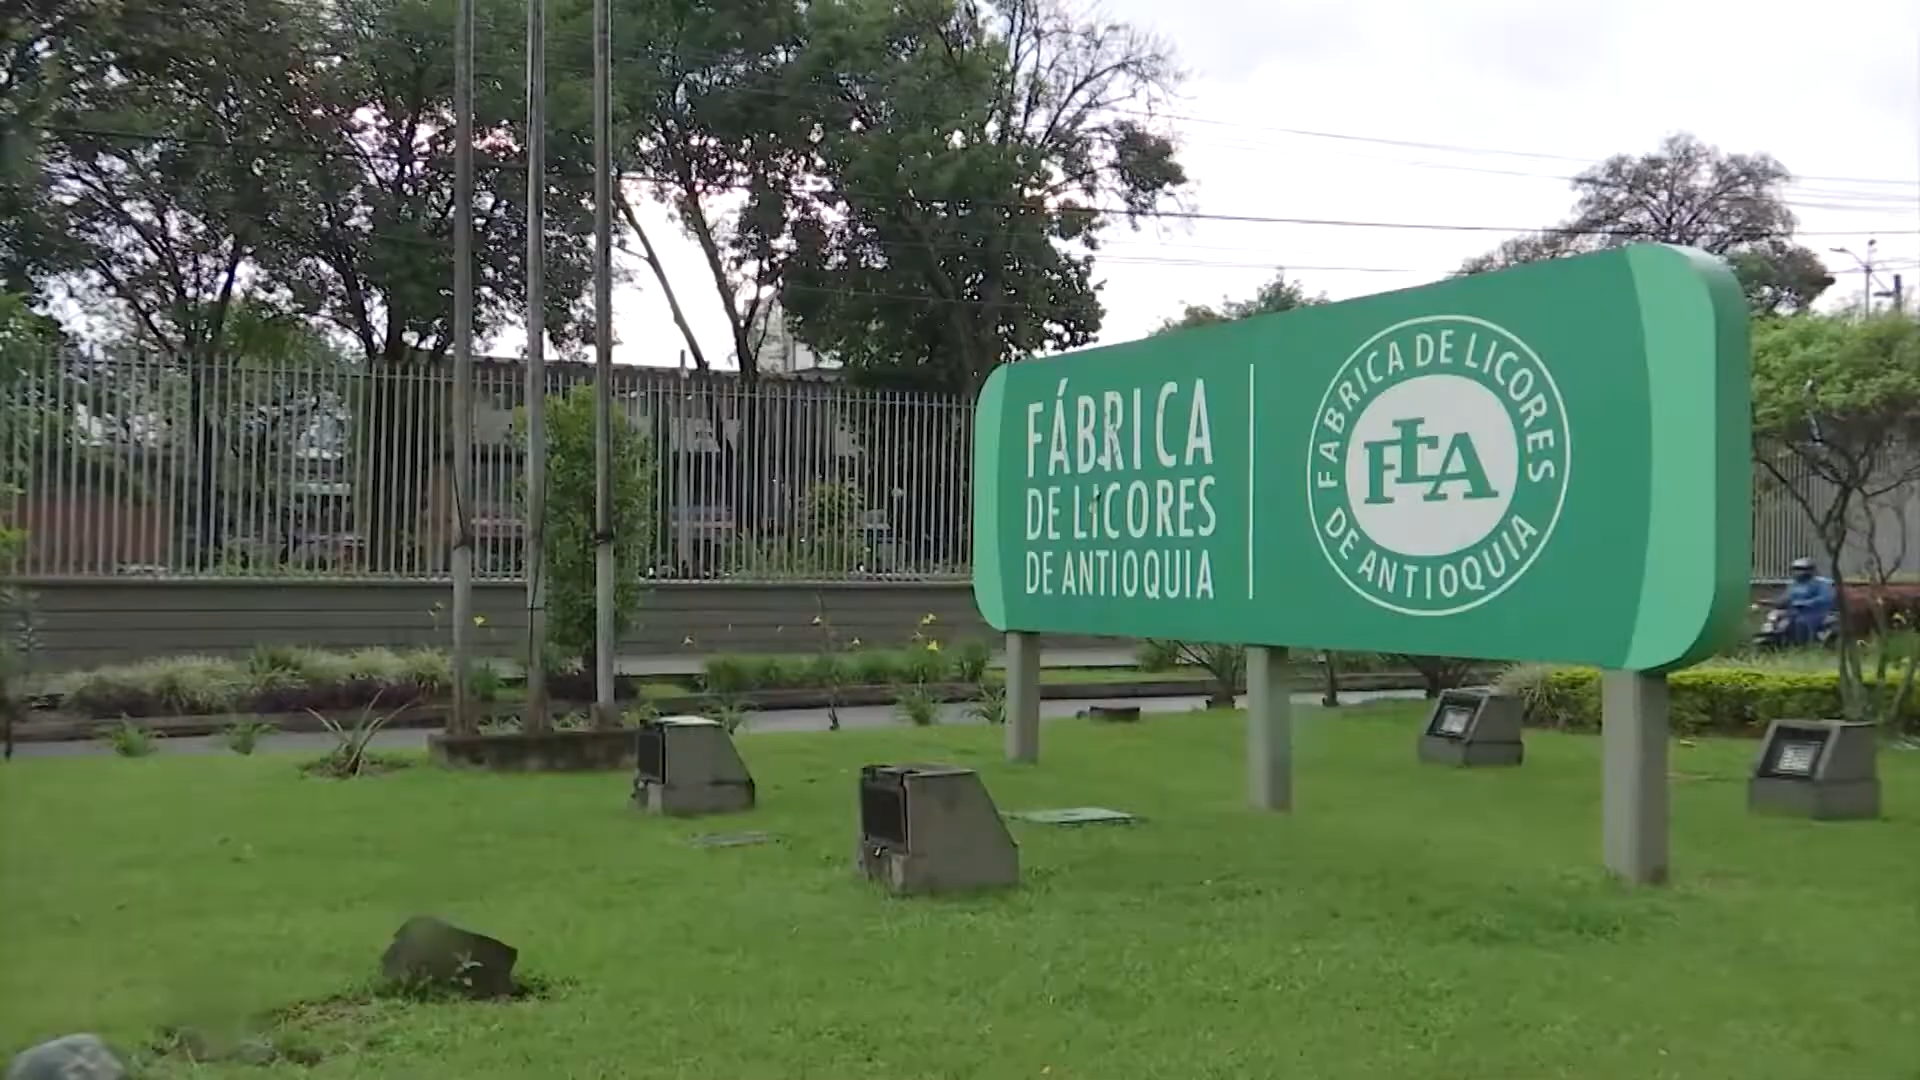 FÁBRICA
DE LICORES
DE ANTIOQUIA
FABRICA DE LICORES
FLA
DE ANTIOQUIA